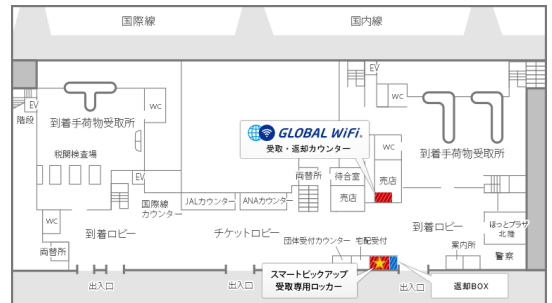 国際線
国内線
EV
EV
階段
WC
WC
到着手荷物受取所
GLOBAL WiFi®
受取・返却カウンター
WC
到着手荷物受取所
税関検査場
EV
両替所
待合室
売店
売店
国際線
カウンター
JALカウンター
ANAカウンター
WC
到着ロビー
チケットロビー
到着ロビー
ほっとプラザ
北陸
両替所
団体受付カウンター
宅配受付
案内所
警察
出入口
出入口
スマートピックアップ
受取専用ロッカー
出入口
返却BOX